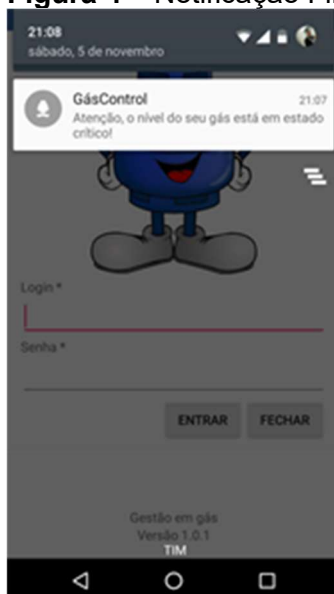 21:08
sábado, 5 de novembro
GásControl 21:07
Atenção, o nível do seu gás está em estado
crítico!
Login *
Senha *
ENTRAR FECHAR
Gestão em gás
Versão 1.0.1
TIM